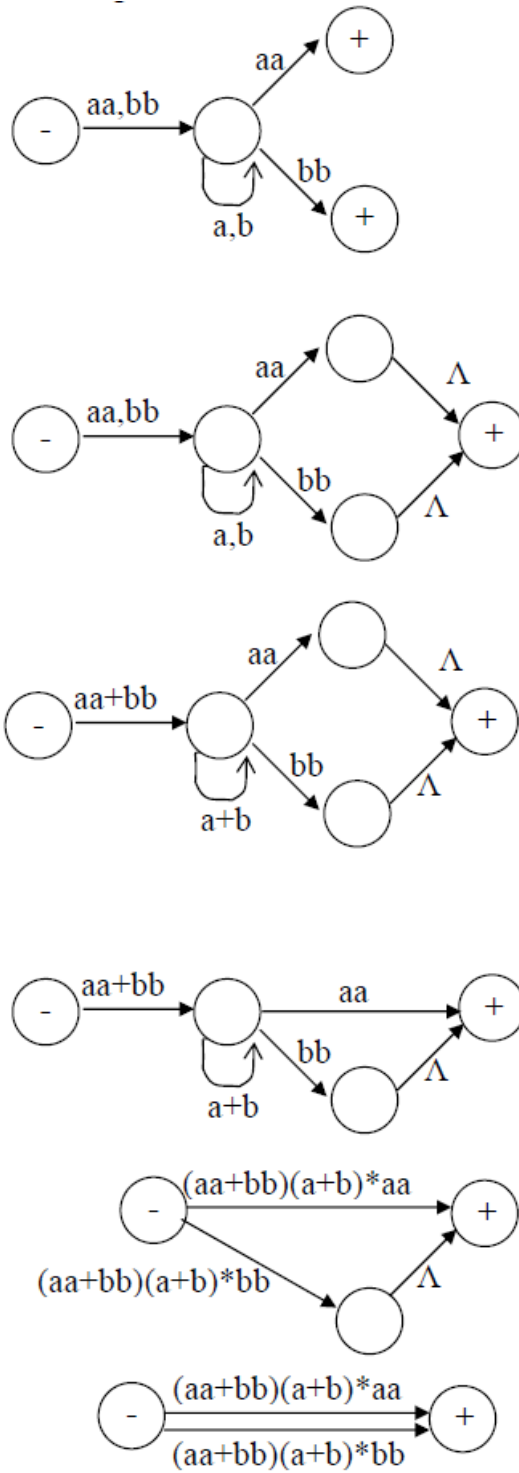 +
aa
aa,bb
-
bb
a,b
+
aa
Λ
aa,bb
-
+
bb
Λ
a,b
aa
Λ
aa+bb
-
+
bb
Λ
a+b
aa+bb
aa
-
+
bb
Λ
a+b
(aa+bb)(a+b)*aa
-
+
(aa+bb)(a+b)*bb
Λ
(aa+bb)(a+b)*aa
-
+
(aa+bb)(a+b)*bb